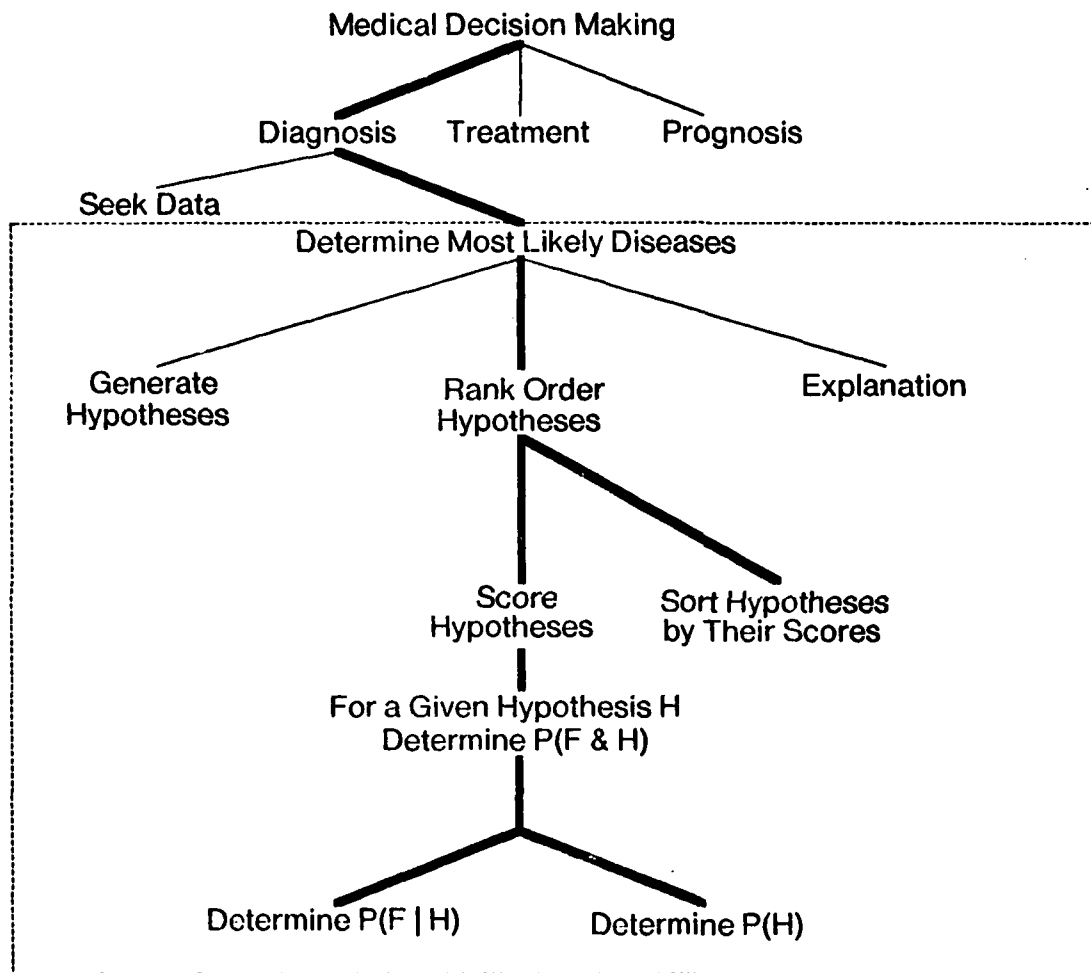 Medical Decision Making
Diagnosis Treatment Prognosis
Seek Data
Determine Most Likely Diseases
Generate
Hypotheses
Rank Order
Hypotheses
Explanation
Score
Hypotheses
Sort Hypotheses
by Their Scores
For a Given Hypothesis H
Determine P(F & H)
Determine P(F | H)
Determine P(H)